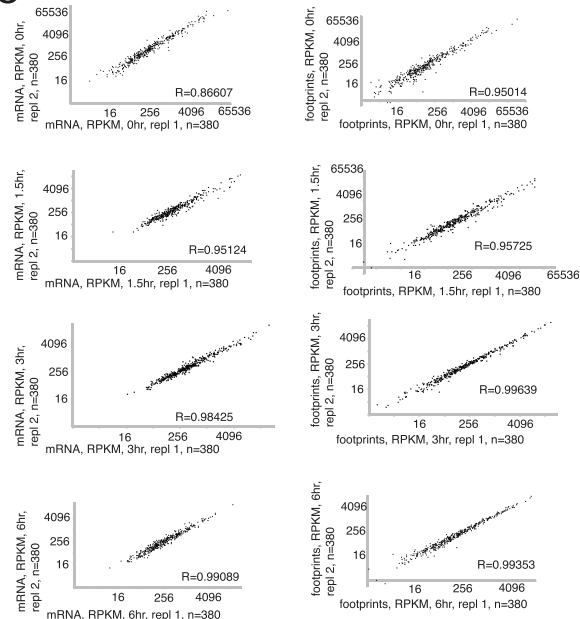 mRNA, RPKM, 0hr,
repl 2, n=380
65536
4096
256
16
R=0.86607
16 256 4096 65536
mRNA, RPKM, 0hr, repl 1, n=380
footprints, RPKM, 0hr,
repl 2, n=380
65536
4096
256
16
R=0.95014
16 256 4096 65536
footprints, RPKM, 0hr, repl 1, n=380
mRNA, RPKM, 1.5hr,
repl 2, n=380
4096
256
16
R=0.95124
16 256 4096
mRNA, RPKM, 1.5hr, repl 1, n=380
footprints, RPKM, 1.5hr,
repl 2, n=380
65536
4096
256
16
R=0.95725
16 256 4096 65536
footprints, RPKM, 1.5hr, repl 1, n=380
mRNA, RPKM, 3hr,
repl 2, n=380
4096
256
16
R=0.98425
16 256 4096
mRNA, RPKM, 3hr, repl 1, n=380
footprints, RPKM, 3hr,
repl 2, n=380
4096
256
16
R=0.99639
16 256 4096
footprints, RPKM, 3hr, repl 1, n=380
mRNA, RPKM, 6hr,
repl 2, n=380
4096
256
16
R=0.99089
16 256 4096
mRNA, RPKM, 6hr, repl 1, n=380
footprints, RPKM, 6hr,
repl 2, n=380
4096
256
16
R=0.99353
16 256 4096
footprints, RPKM, 6hr, repl 1, n=380